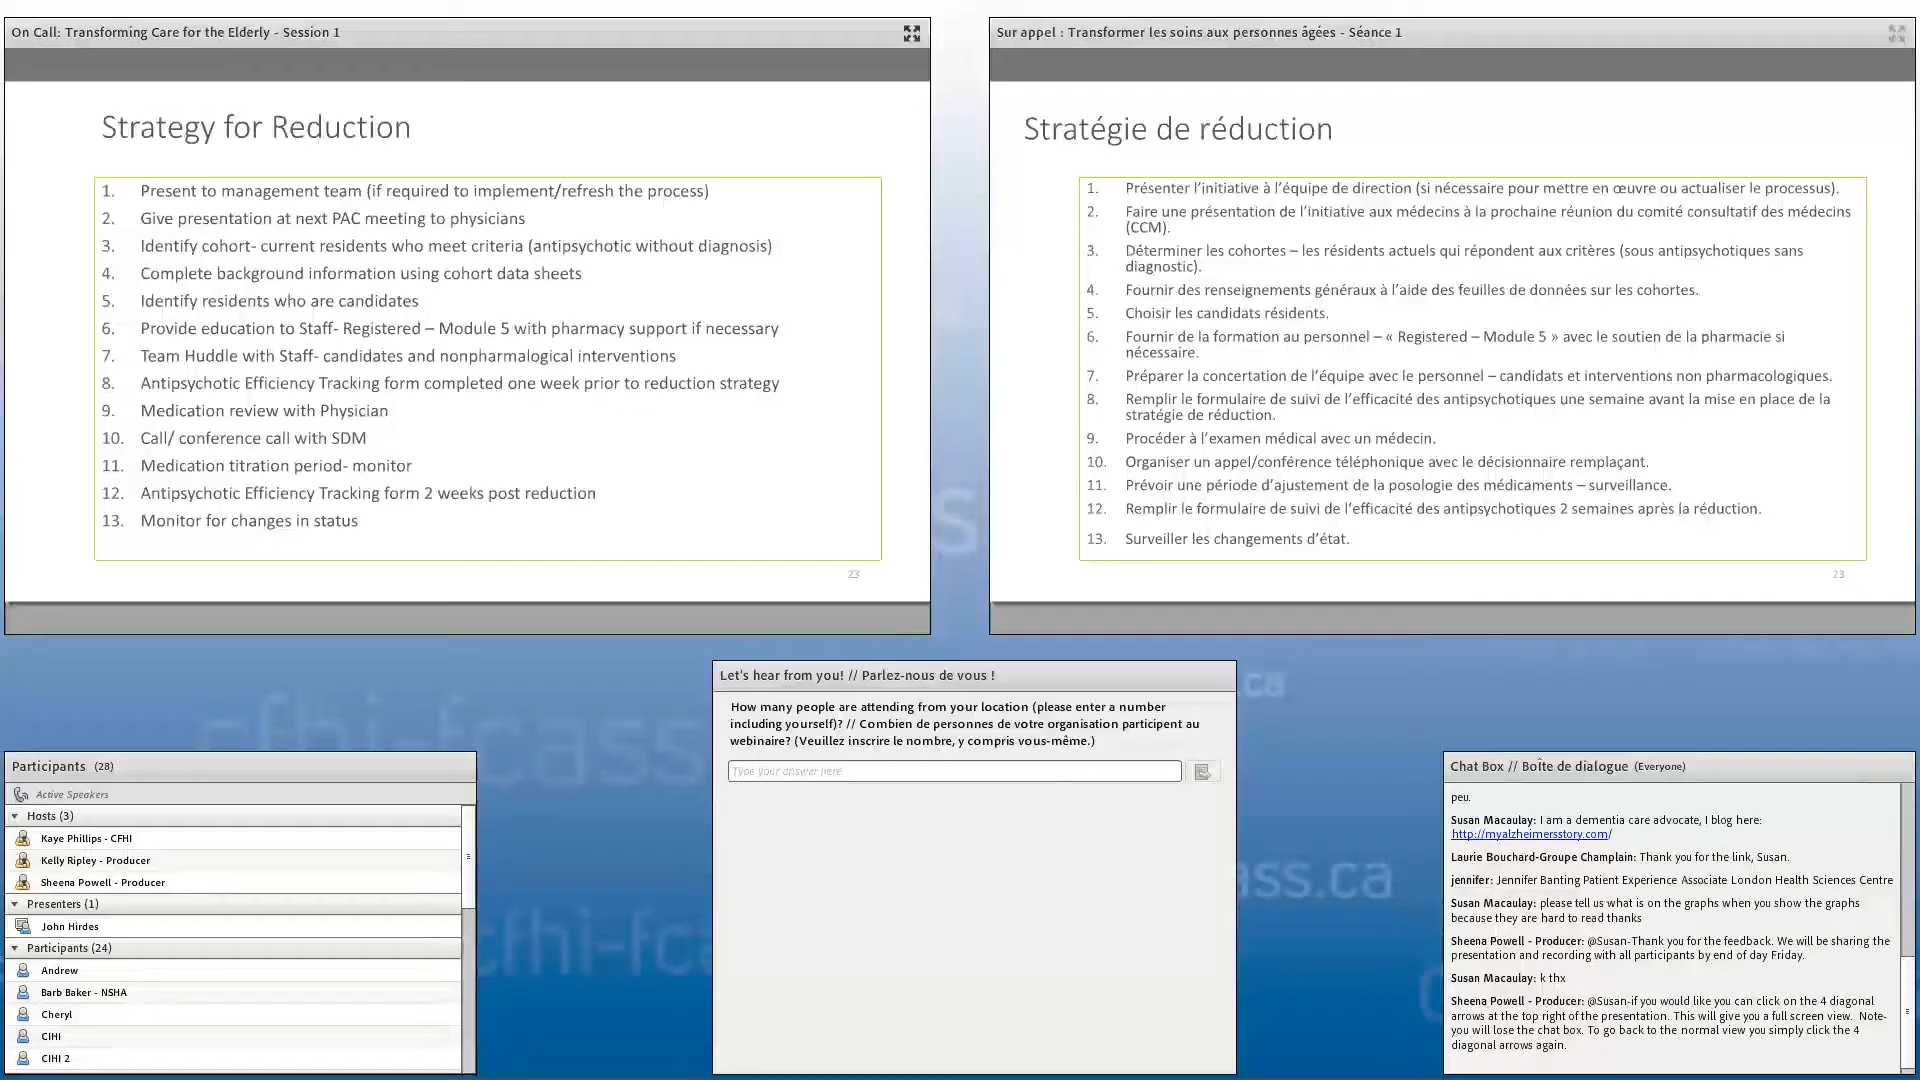 On Call: Transforming Care for the Elderly - Session 1
Strategy for Reduction
1. Present to management team (if required to implement/refresh the process)
2. Give presentation at next PAC meeting to physicians
3. Identify cohort- current residents who meet criteria (antipsychotic without diagnosis)
4. Complete background information using cohort data sheets
5. Identify residents who are candidates
6. Provide education to Staff- Registered – Module 5 with pharmacy support if necessary
7. Team Huddle with Staff- candidates and nonpharmalogical interventions
8. Antipsychotic Efficiency Tracking form completed one week prior to reduction strategy
9. Medication review with Physician
10. Call/ conference call with SDM
11. Medication titration period- monitor
12. Antipsychotic Efficiency Tracking form 2 weeks post reduction
13. Monitor for changes in status
23
Sur appel : Transformer les soins aux personnes âgées - Séance 1
Stratégie de réduction
1. Présenter l’initiative à l’équipe de direction (si nécessaire pour mettre en œuvre ou actualiser le processus).
2. Faire une présentation de l’initiative aux médecins à la prochaine réunion du comité consultatif des médecins
(CCM).
3. Déterminer les cohortes – les résidents actuels qui répondent aux critères (sous antipsychotiques sans
diagnostic).
4. Fournir des renseignements généraux à l’aide des feuilles de données sur les cohortes.
5. Choisir les candidats résidents.
6. Fournir de la formation au personnel – « Registered – Module 5 » avec le soutien de la pharmacie si
nécessaire.
7. Préparer la concertation de l’équipe avec le personnel – candidats et interventions non pharmacologiques.
8. Remplir le formulaire de suivi de l’efficacité des antipsychotiques une semaine avant la mise en place de la
stratégie de réduction.
9. Procéder à l’examen médical avec un médecin.
10. Organiser un appel/conférence téléphonique avec le décisionnaire remplaçant.
11. Prévoir une période d’ajustement de la posologie des médicaments – surveillance.
12. Remplir le formulaire de suivi de l’efficacité des antipsychotiques 2 semaines après la réduction.
13. Surveiller les changements d’état.
23
cfhi-fcass
.ca
ass.ca
cfhi-fca
Participants (28)
Active Speakers
Hosts (3)
Kaye Phillips - CFHI
Kelly Ripley - Producer
Sheena Powell - Producer
Presenters (1)
John Hirdes
Participants (24)
Andrew
Barb Baker - NSHA
Cheryl
CIHI
CIHI 2
Let's hear from you! // Parlez-nous de vous !
How many people are attending from your location (please enter a number
including yourself)? // Combien de personnes de votre organisation participent au
webinaire? (Veuillez inscrire le nombre, y compris vous-même.)
Type your answer here.
Chat Box // Boîte de dialogue (Everyone)
peu.
Susan Macaulay: I am a dementia care advocate, I blog here:
http://myalzheimersstory.com/
Laurie Bouchard-Groupe Champlain: Thank you for the link, Susan.
jennifer: Jennifer Banting Patient Experience Associate London Health Sciences Centre
Susan Macaulay: please tell us what is on the graphs when you show the graphs
because they are hard to read thanks
Sheena Powell - Producer: @Susan-Thank you for the feedback. We will be sharing the
presentation and recording with all participants by end of day Friday.
Susan Macaulay: k thx
Sheena Powell - Producer: @Susan-if you would like you can click on the 4 diagonal
arrows at the top right of the presentation. This will give you a full screen view. Note-
you will lose the chat box. To go back to the normal view you simply click the 4
diagonal arrows again.